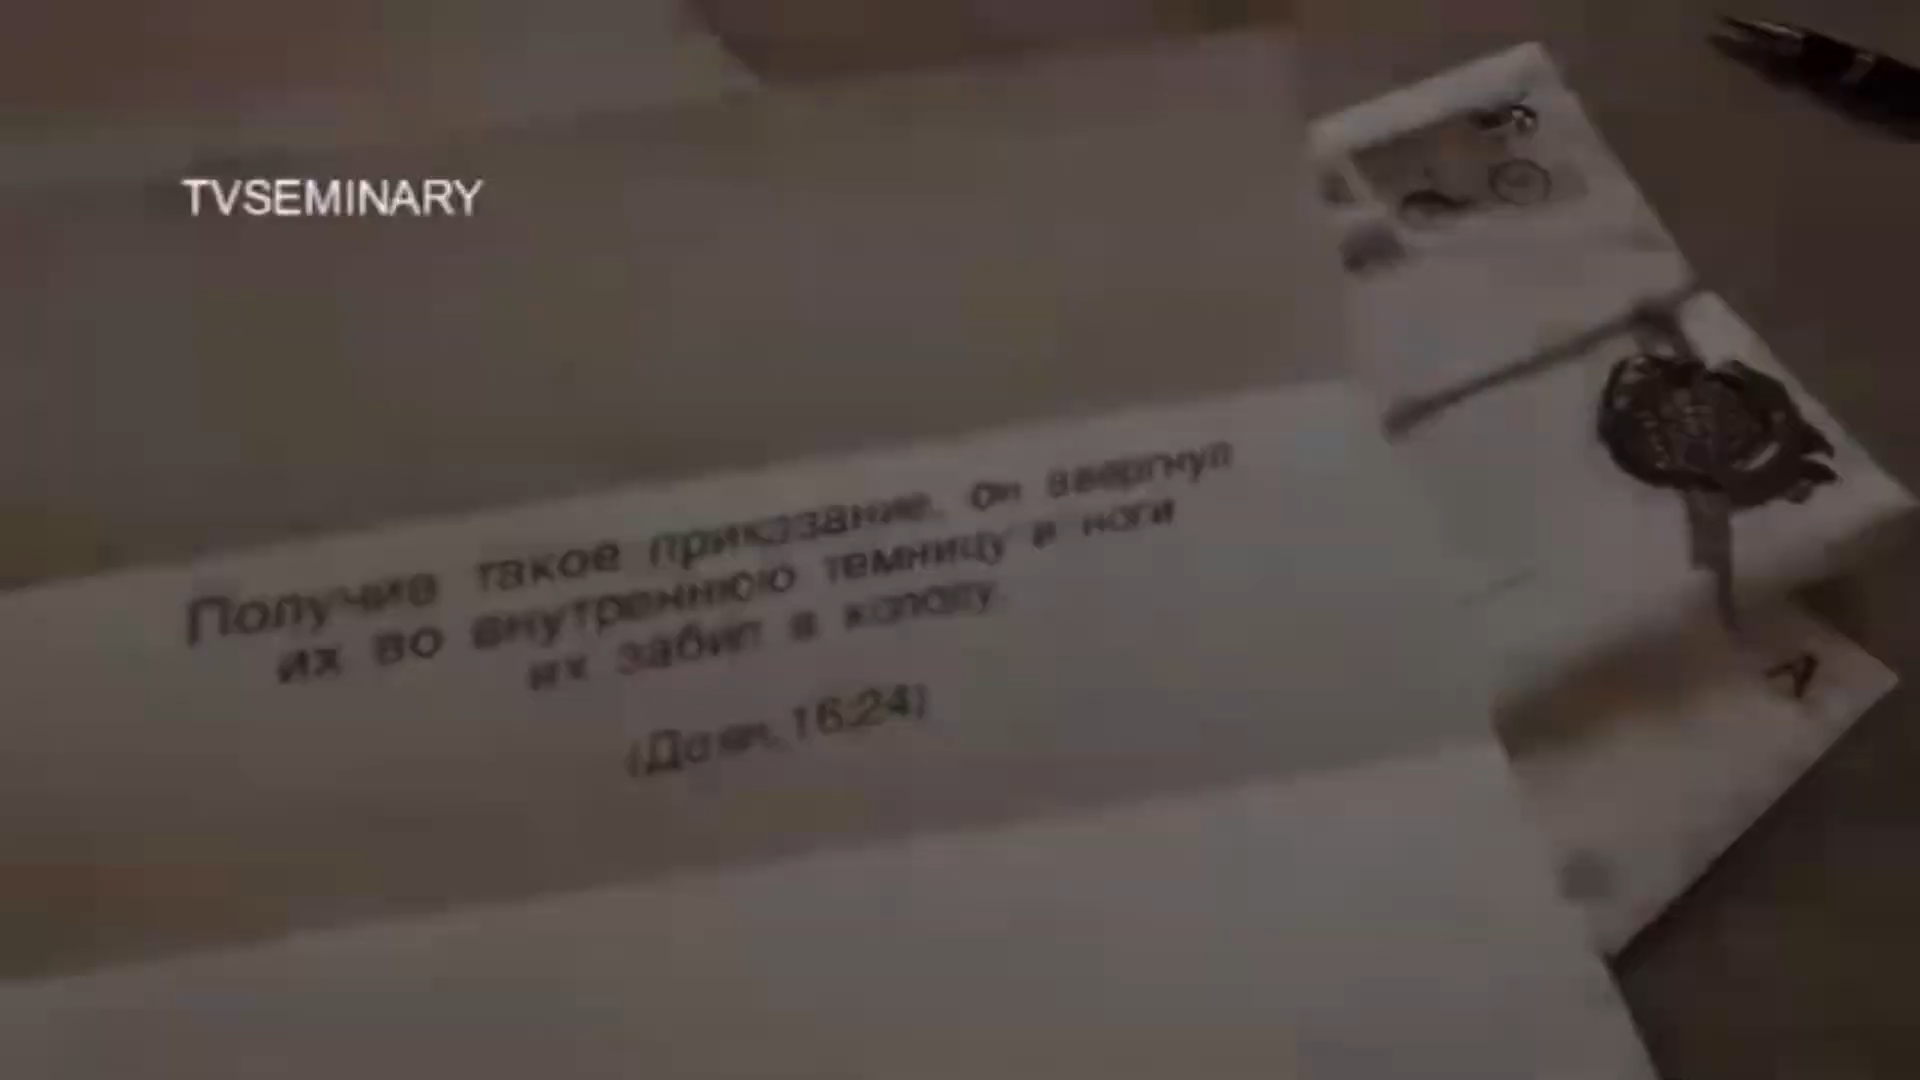 TVSEMINARY
Получив такое приказание, он ввергнул
их во внутреннюю темницу и ноги
их забил в колоду.
(Деян. 16:24)